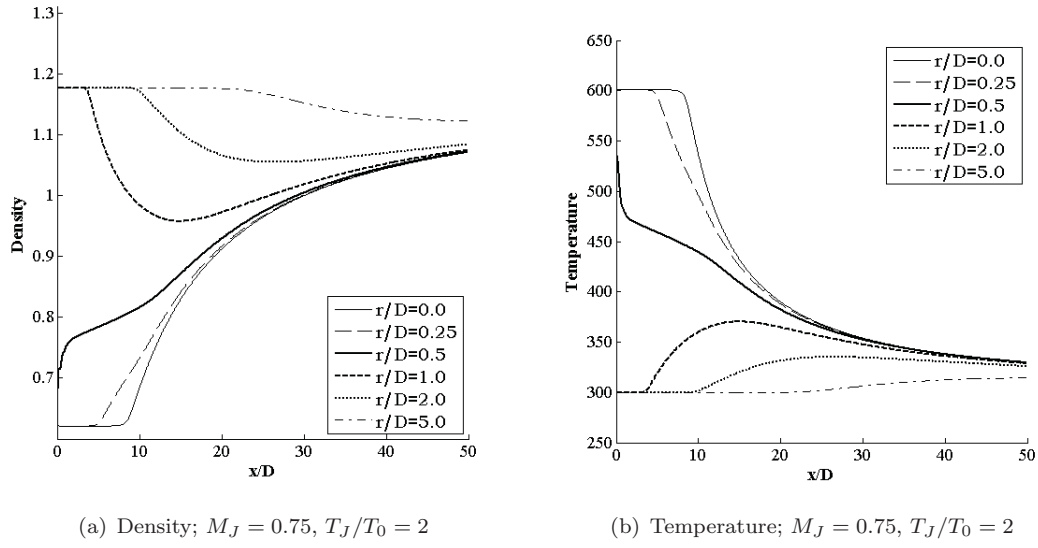 1.3
1.2
1.1
1
0.9
0.8
0.7
Density
0
10
20
30
40
50
x/D
r/D=0.0
r/D=0.25
r/D=0.5
r/D=1.0
r/D=2.0
r/D=5.0
(a) Density; M_J = 0.75, T_J/T_0 = 2
650
600
550
500
450
400
350
300
250
Temperature
0
10
20
30
40
50
x/D
r/D=0.0
r/D=0.25
r/D=0.5
r/D=1.0
r/D=2.0
r/D=5.0
(b) Temperature; M_J = 0.75, T_J/T_0 = 2